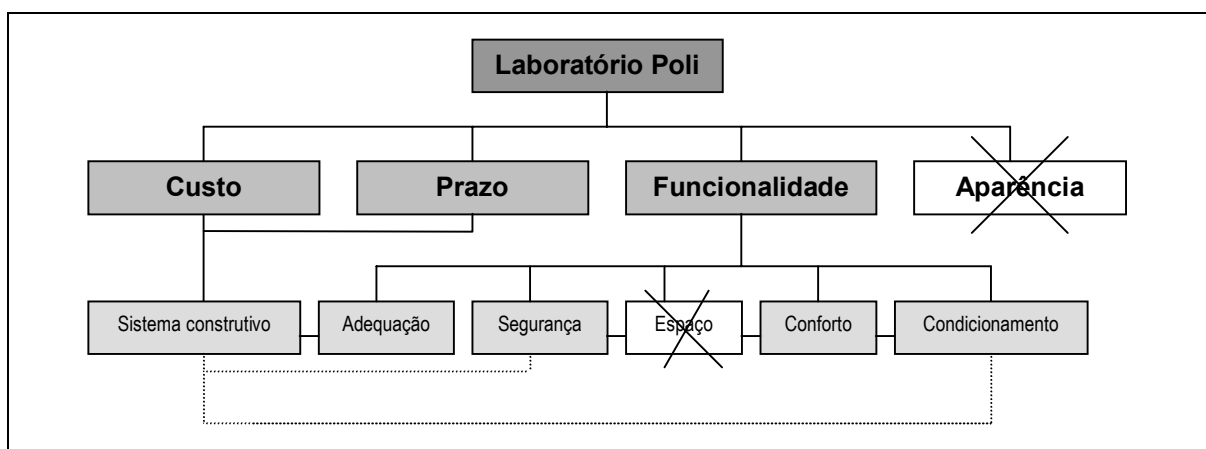 Laboratório Poli
Custo
Prazo
Funcionalidade
Aparência
Sistema construtivo
Adequação
Segurança
Espaço
Conforto
Condicionamento